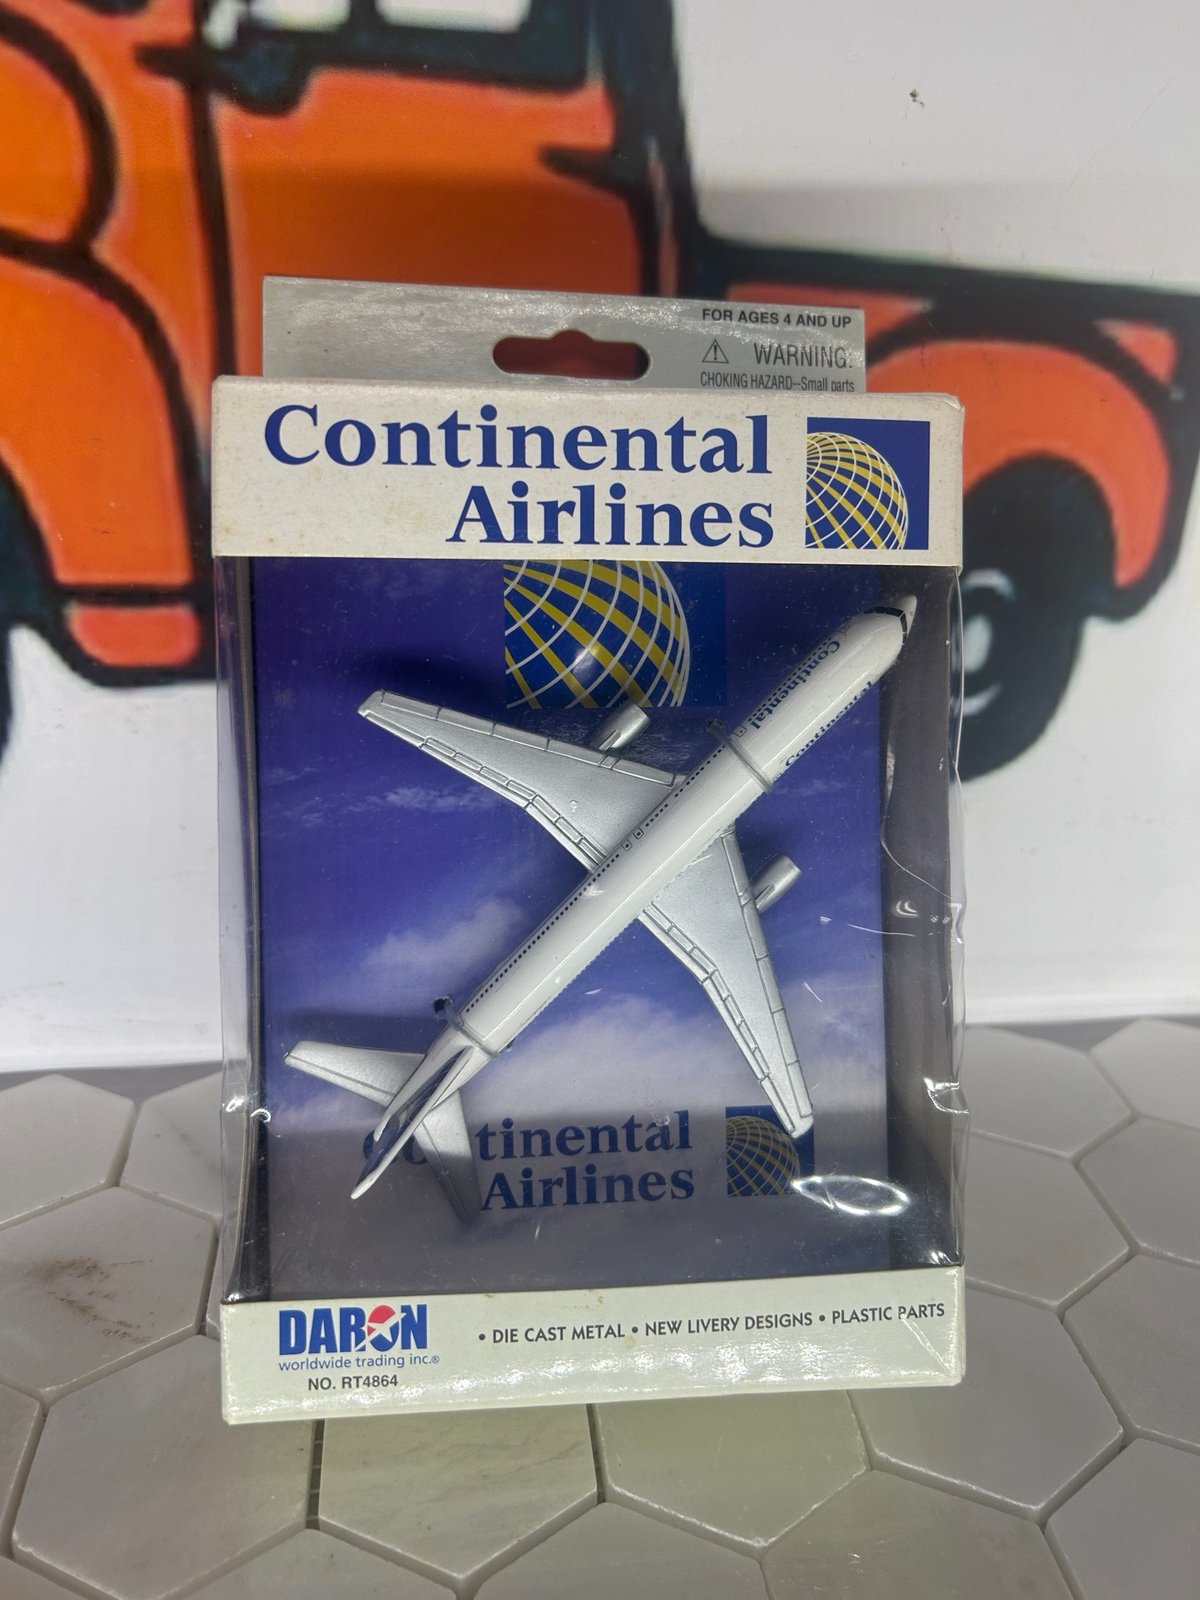 FOR AGES 4 AND UP
WARNING:
CHOKING HAZARD--Small parts
Continental
Airlines
Continental
Continental
tinental
Airlines
DARON
worldwide trading inc.®
NO. RT4864
• DIE CAST METAL • NEW LIVERY DESIGNS • PLASTIC PARTS